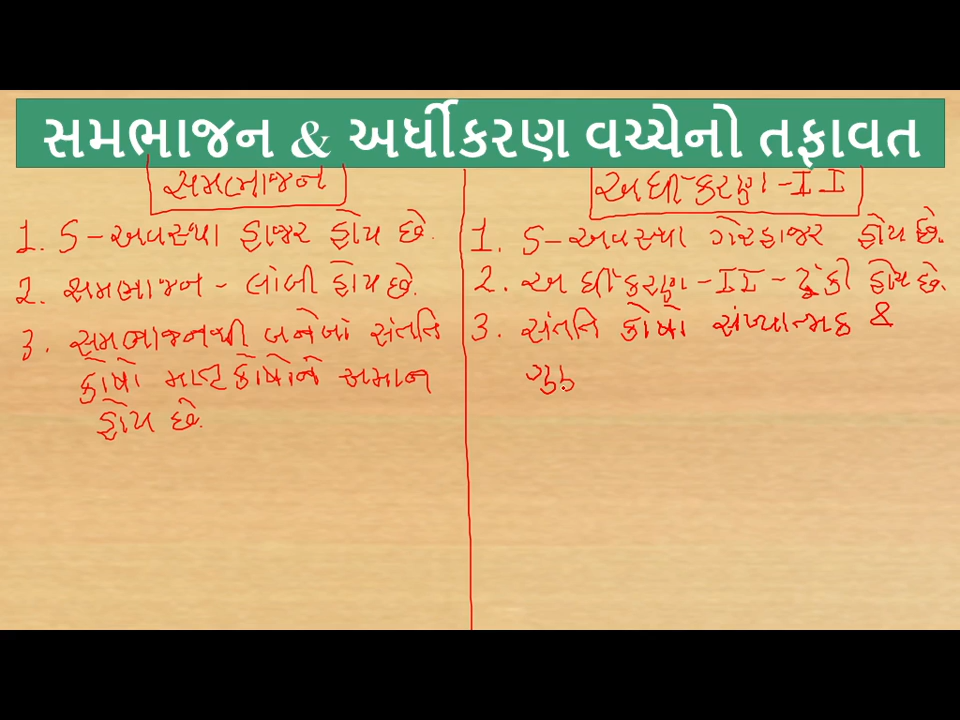 સમભાજન & અર્ધીકરણ વચ્ચેનો તફાવત
સમભાજન
1. S-અવસ્થા હાજર હોય છે.
2. સમભાજન - લાંબી હોય છે.
3. સમભાજનથી બનેલાં સંતતિ
કોષો માતૃકોષોને સમાન
હોય છે.
અર્ધીકરણ-II
1. S-અવસ્થા ગેરહાજર હોય છે.
2. અર્ધીકરણ-II - ટુંકી હોય છે.
3. સંતતિ કોષો સંખ્યાત્મક &